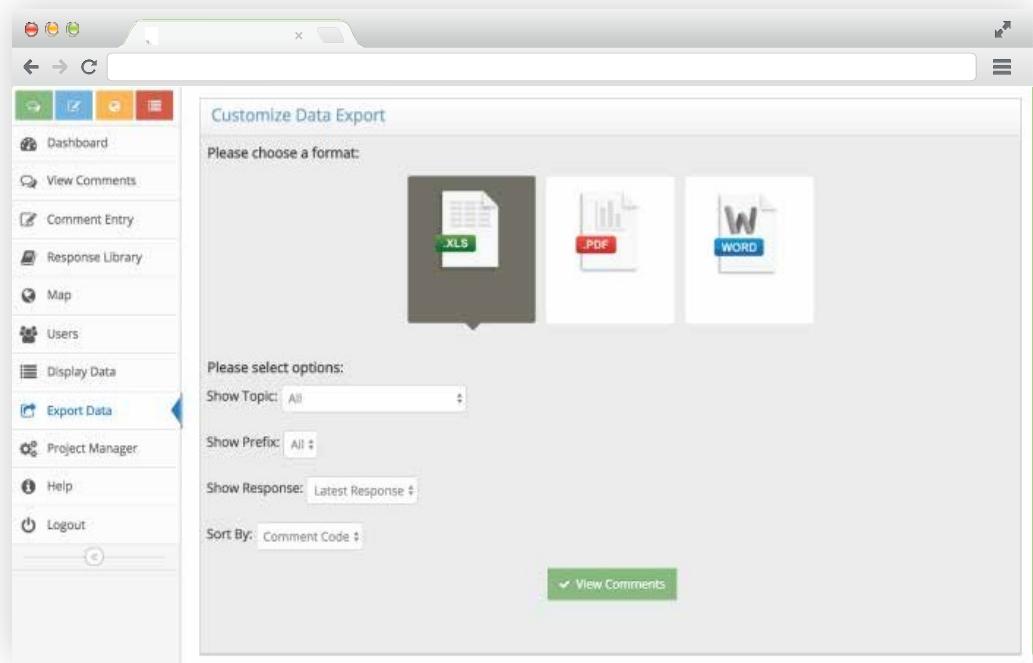 Customize Data Export
Dashboard
View Comments
Comment Entry
Response Library
Map
Users
Display Data
Export Data
Project Manager
Help
Logout
Please choose a format:
.XLS
.PDF
W
WORD
Please select options:
Show Topic: All
Show Prefix: All
Show Response: Latest Response
Sort By: Comment Code
View Comments